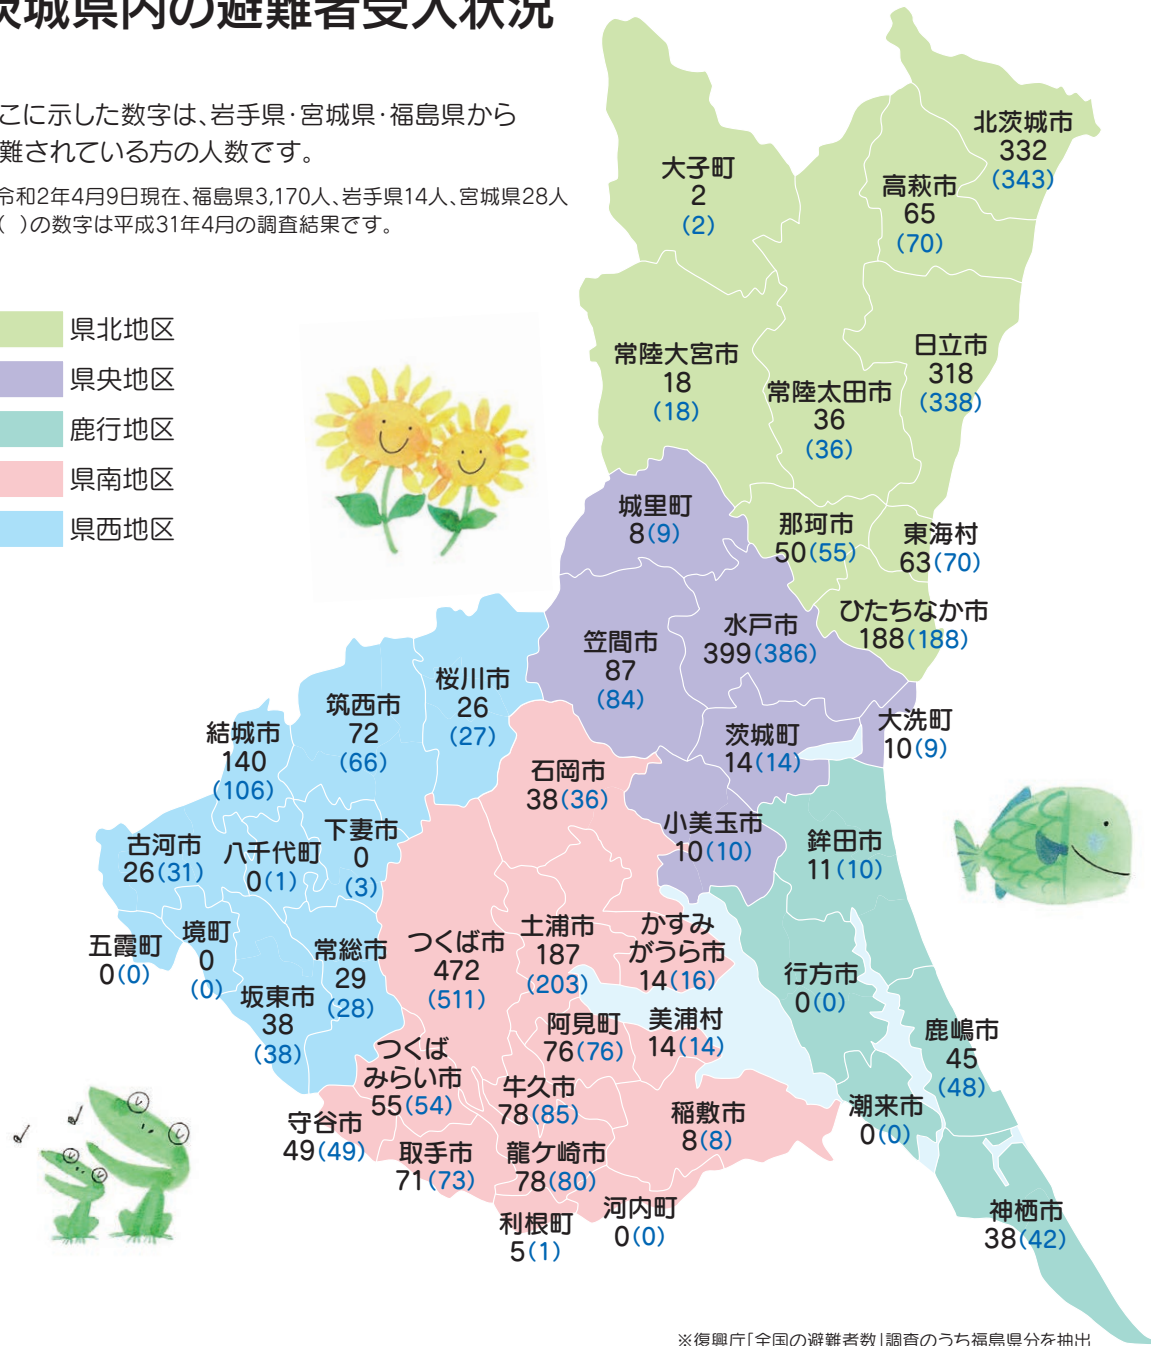 茨城県内の避難者受入状況
こに示した数字は、岩手県・宮城県・福島県から
難されている方の人数です。
令和2年4月9日現在、福島県3,170人、岩手県14人、宮城県28人
( )の数字は平成31年4月の調査結果です。
県北地区
県央地区
鹿行地区
県南地区
県西地区
北茨城市
332
(343)
大子町
2
(2)
高萩市
65
(70)
日立市
318
(338)
常陸大宮市
18
(18)
常陸太田市
36
(36)
城里町
8(9)
那珂市
50(55)
東海村
63(70)
ひたちなか市
188(188)
水戸市
399(386)
笠間市
87
(84)
桜川市
26
(27)
筑西市
72
(66)
結城市
140
(106)
大洗町
10(9)
茨城町
14(14)
石岡市
38(36)
小美玉市
10(10)
鉾田市
11(10)
下妻市
0
(3)
古河市
26(31)
八千代町
0(1)
五霞町
0(0)
境町
0
(0)
常総市
29
(28)
坂東市
38
(38)
つくば市
472
(511)
土浦市
187
(203)
かすみ
がうら市
14(16)
行方市
0(0)
阿見町
76(76)
美浦村
14(14)
鹿嶋市
45
(48)
つくば
みらい市
55(54)
牛久市
78(85)
稲敷市
8(8)
潮来市
0(0)
守谷市
49(49)
取手市
71(73)
龍ケ崎市
78(80)
利根町
5(1)
河内町
0(0)
神栖市
38(42)
※復興庁「全国の避難者数」調査のうち福島県分を抽出